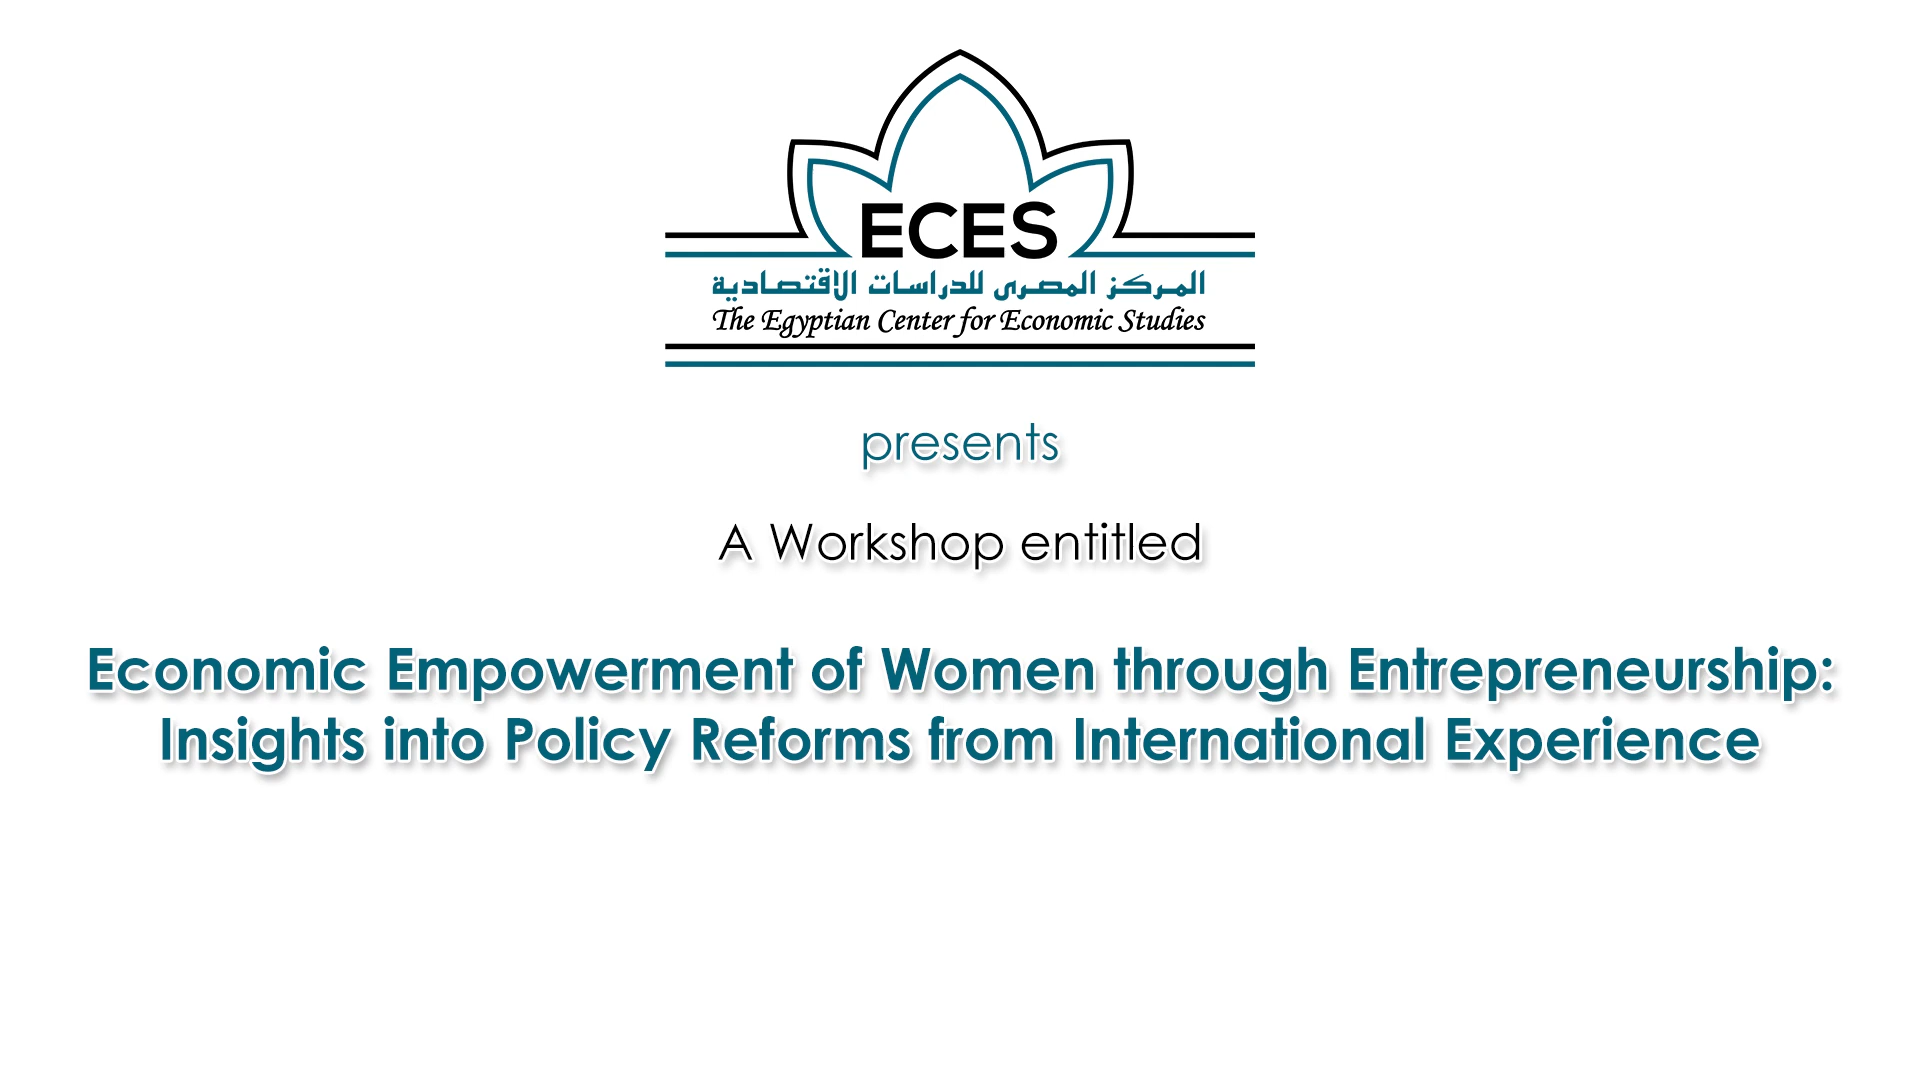 ECES
المركز المصرى للدراسات الاقتصادية
The Egyptian Center for Economic Studies
presents
A Workshop entitled
Economic Empowerment of Women through Entrepreneurship:
Insights into Policy Reforms from International Experience